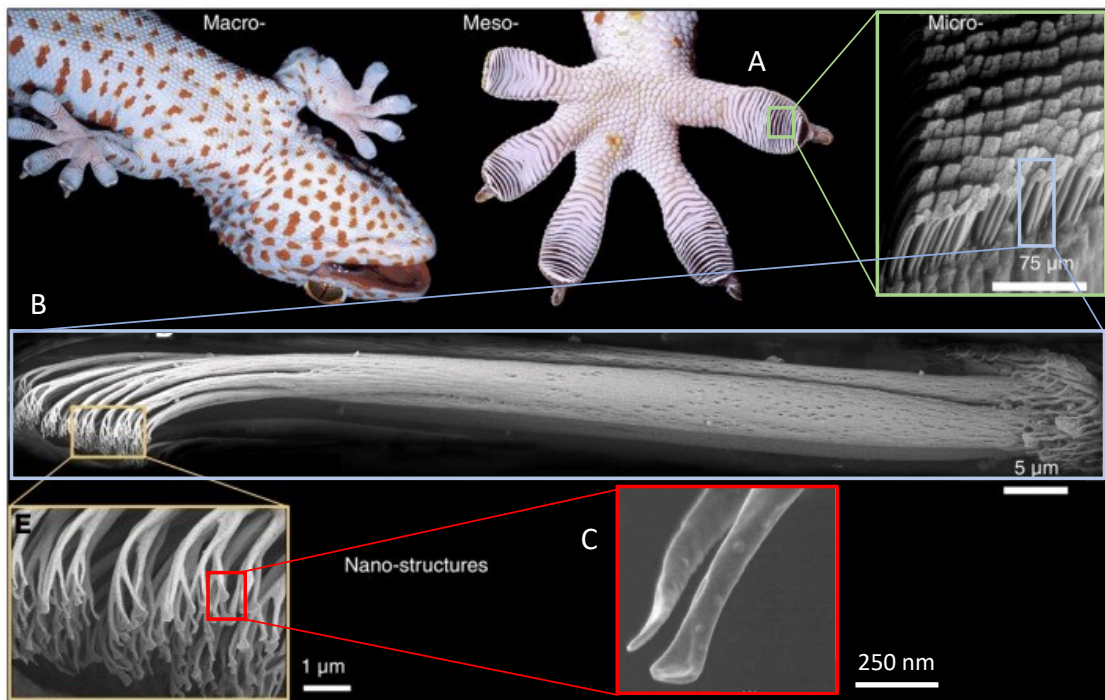 Macro-
Meso-
A
Micro-
75 µm
B
5 µm
E
1 µm
Nano-structures
C
250 nm